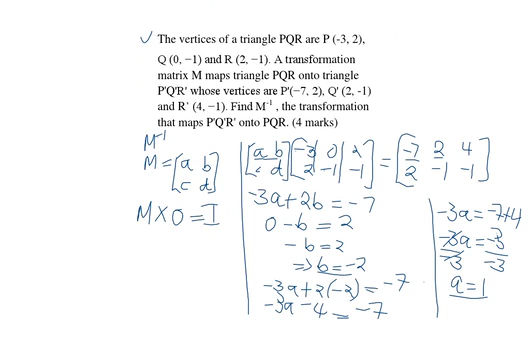 ✓ The vertices of a triangle PQR are P (-3, 2),
Q (0, −1) and R (2, −1). A transformation
matrix M maps triangle PQR onto triangle
P'Q'R' whose vertices are P'(−7, 2), Q' (2, -1)
and R’ (4, −1). Find M⁻¹ , the transformation
that maps P'Q'R' onto PQR. (4 marks)
M⁻¹
M = [a b
c d]
M × O = I
[a b [-3 0 2 = [-7 2 4
c d] 2 -1 -1] 2 -1 -1]
-3a + 2b = -7
0 - b = 2
- b = 2
⇒ b = -2
-3a + 2(-2) = -7
-3a - 4 = -7
-3a = -7+4
-3a = -3
-3 -3
a = 1